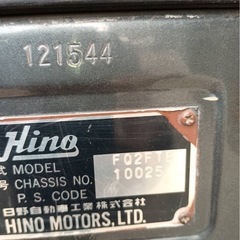 121544
Hino
式 MODEL F02FT
号 CHASSIS NO. 10025
P. S. CODE
日野自動車工業株式会社
HINO MOTORS, LTD.